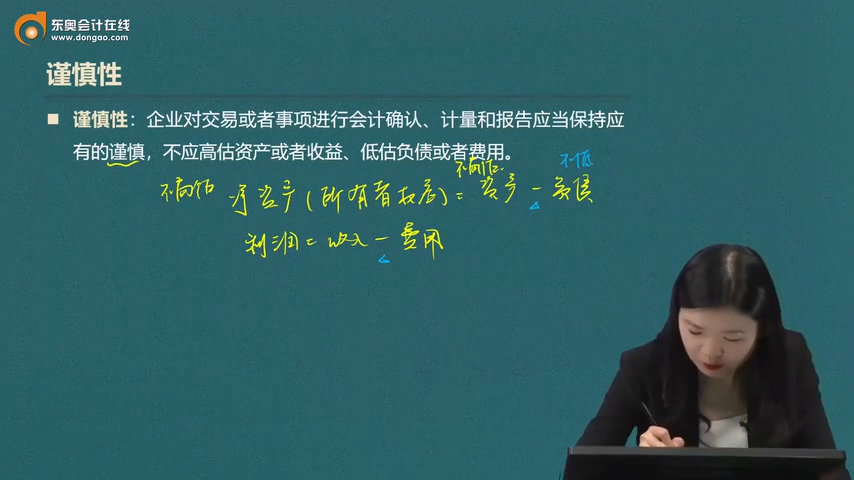 东奥会计在线
www.dongao.com
谨慎性
谨慎性：企业对交易或者事项进行会计确认、计量和报告应当保持应
有的谨慎，不应高估资产或者收益、低估负债或者费用。
不高估 不低
不高估 净资产(所有者权益)=资产-负债
利润=收入-费用